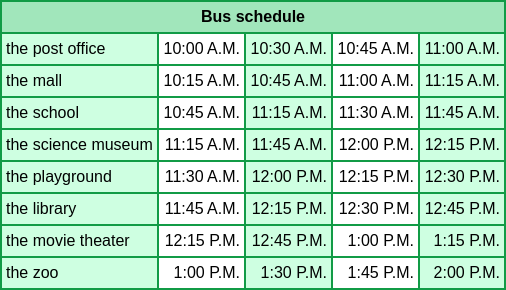 Bus schedule
the post office 10:00 A.M. 10:30 A.M. 10:45 A.M. 11:00 A.M.
the mall 10:15 A.M. 10:45 A.M. 11:00 A.M. 11:15 A.M.
the school 10:45 A.M. 11:15 A.M. 11:30 A.M. 11:45 A.M.
the science museum 11:15 A.M. 11:45 A.M. 12:00 P.M. 12:15 P.M.
the playground 11:30 A.M. 12:00 P.M. 12:15 P.M. 12:30 P.M.
the library 11:45 A.M. 12:15 P.M. 12:30 P.M. 12:45 P.M.
the movie theater 12:15 P.M. 12:45 P.M. 1:00 P.M. 1:15 P.M.
the zoo 1:00 P.M. 1:30 P.M. 1:45 P.M. 2:00 P.M.